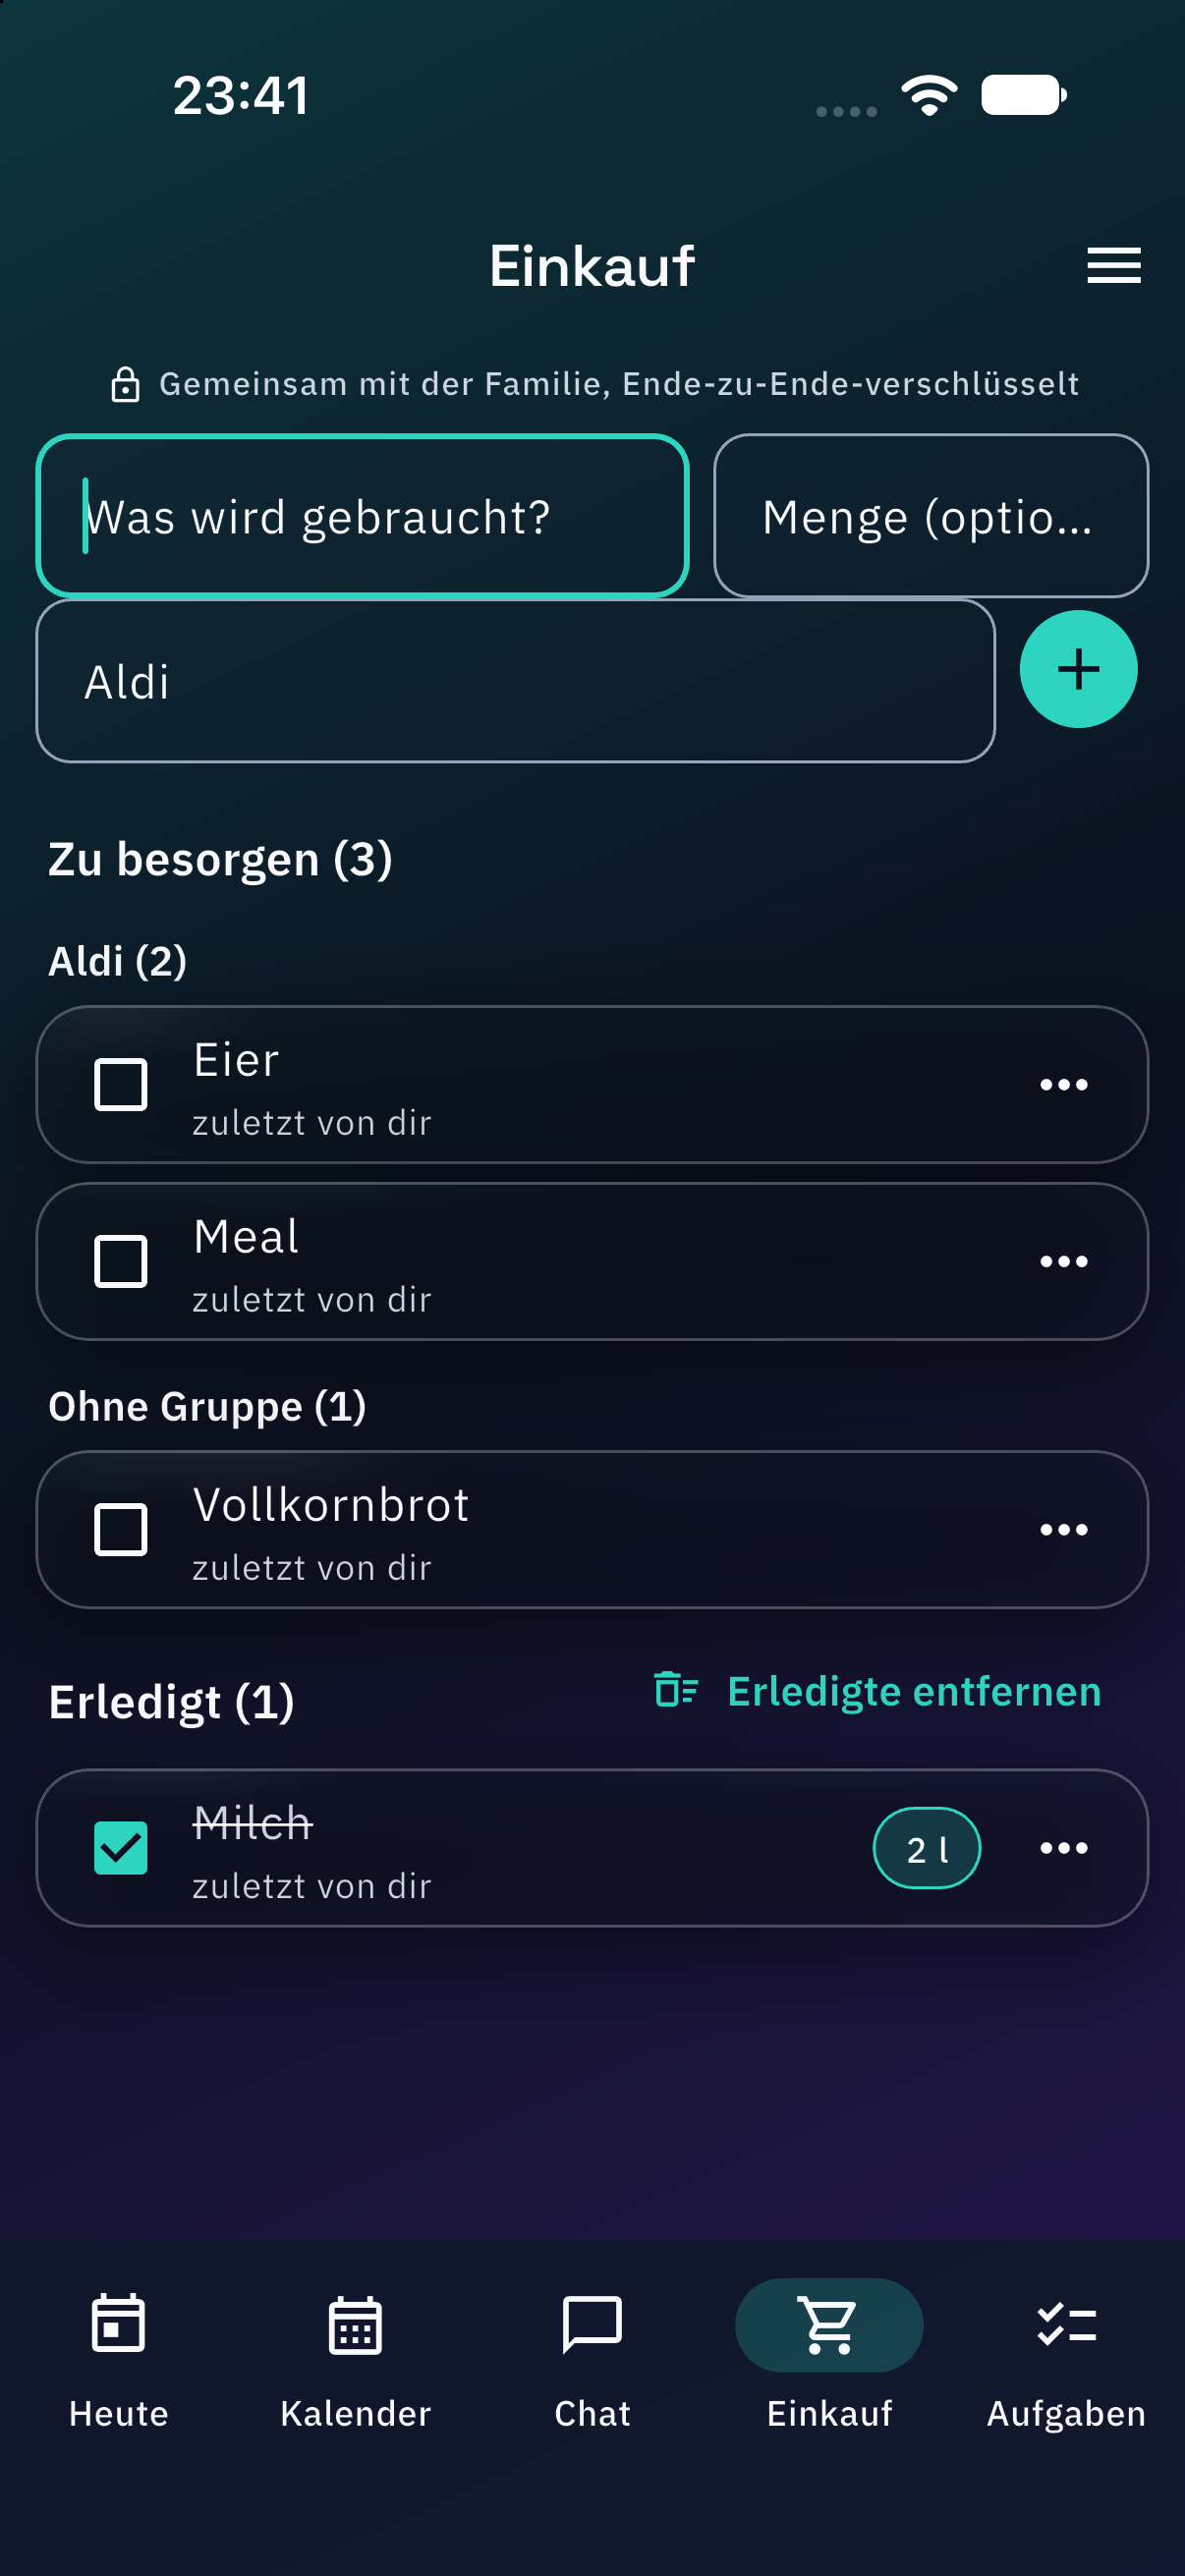 23:41
Einkauf
Gemeinsam mit der Familie, Ende-zu-Ende-verschlüsselt
Was wird gebraucht?
Menge (optio...
Aldi
Zu besorgen (3)
Aldi (2)
Eier
zuletzt von dir
Meal
zuletzt von dir
Ohne Gruppe (1)
Vollkornbrot
zuletzt von dir
Erledigt (1)
Erledigte entfernen
Milch
zuletzt von dir
2 l
Heute
Kalender
Chat
Einkauf
Aufgaben